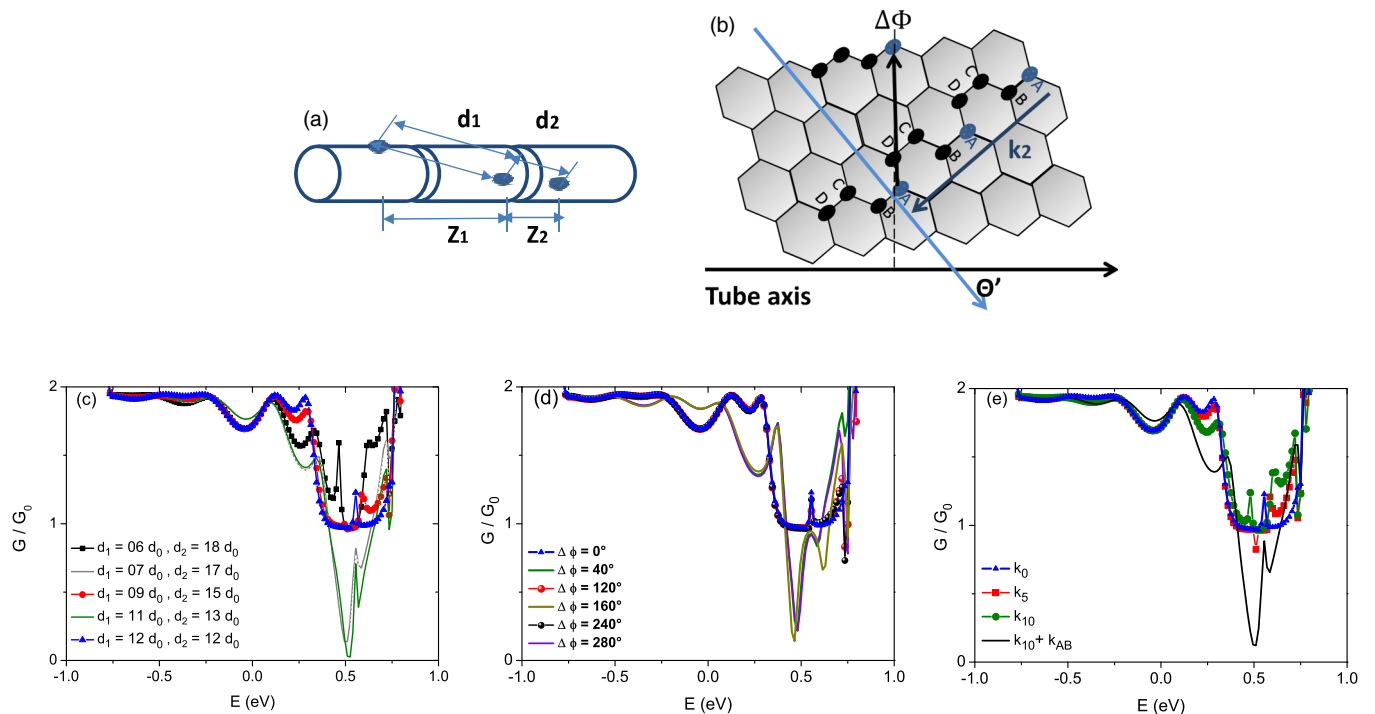 (a)
d1
d2
Z1
Z2
(b)
ΔΦ
A
B
C
D
A
B
C
D
A
B
C
D
k2
Θ'
Tube axis
(c)
G / G0
2
1
0
d1 = 06 d0 , d2 = 18 d0
d1 = 07 d0 , d2 = 17 d0
d1 = 09 d0 , d2 = 15 d0
d1 = 11 d0 , d2 = 13 d0
d1 = 12 d0 , d2 = 12 d0
-1.0 -0.5 0.0 0.5 1.0
E (eV)
(d)
G / G0
2
1
0
Δ ϕ = 0°
Δ ϕ = 40°
Δ ϕ = 120°
Δ ϕ = 160°
Δ ϕ = 240°
Δ ϕ = 280°
-1.0 -0.5 0.0 0.5 1.0
E (eV)
(e)
G / G0
2
1
0
k0
k5
k10
k10 + kAB
-1.0 -0.5 0.0 0.5 1.0
E (eV)